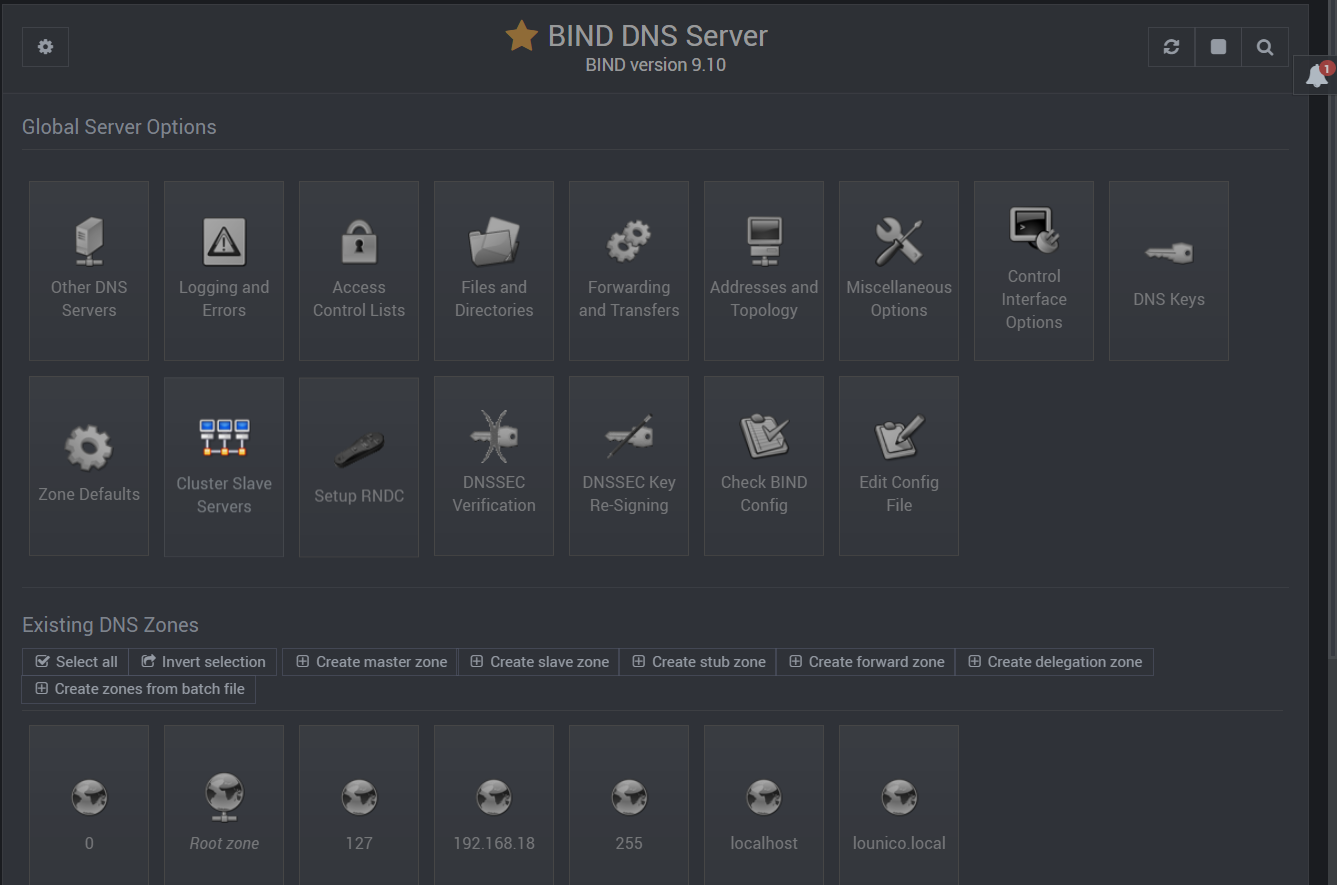 BIND DNS Server
BIND version 9.10
1
Global Server Options
Other DNS
Servers
Logging and
Errors
Access
Control Lists
Files and
Directories
Forwarding
and Transfers
Addresses and
Topology
Miscellaneous
Options
Control
Interface
Options
DNS Keys
Zone Defaults
Cluster Slave
Servers
Setup RNDC
DNSSEC
Verification
DNSSEC Key
Re-Signing
Check BIND
Config
Edit Config
File
Existing DNS Zones
Select all
Invert selection
Create master zone
Create slave zone
Create stub zone
Create forward zone
Create delegation zone
Create zones from batch file
0
Root zone
127
192.168.18
255
localhost
lounico.local